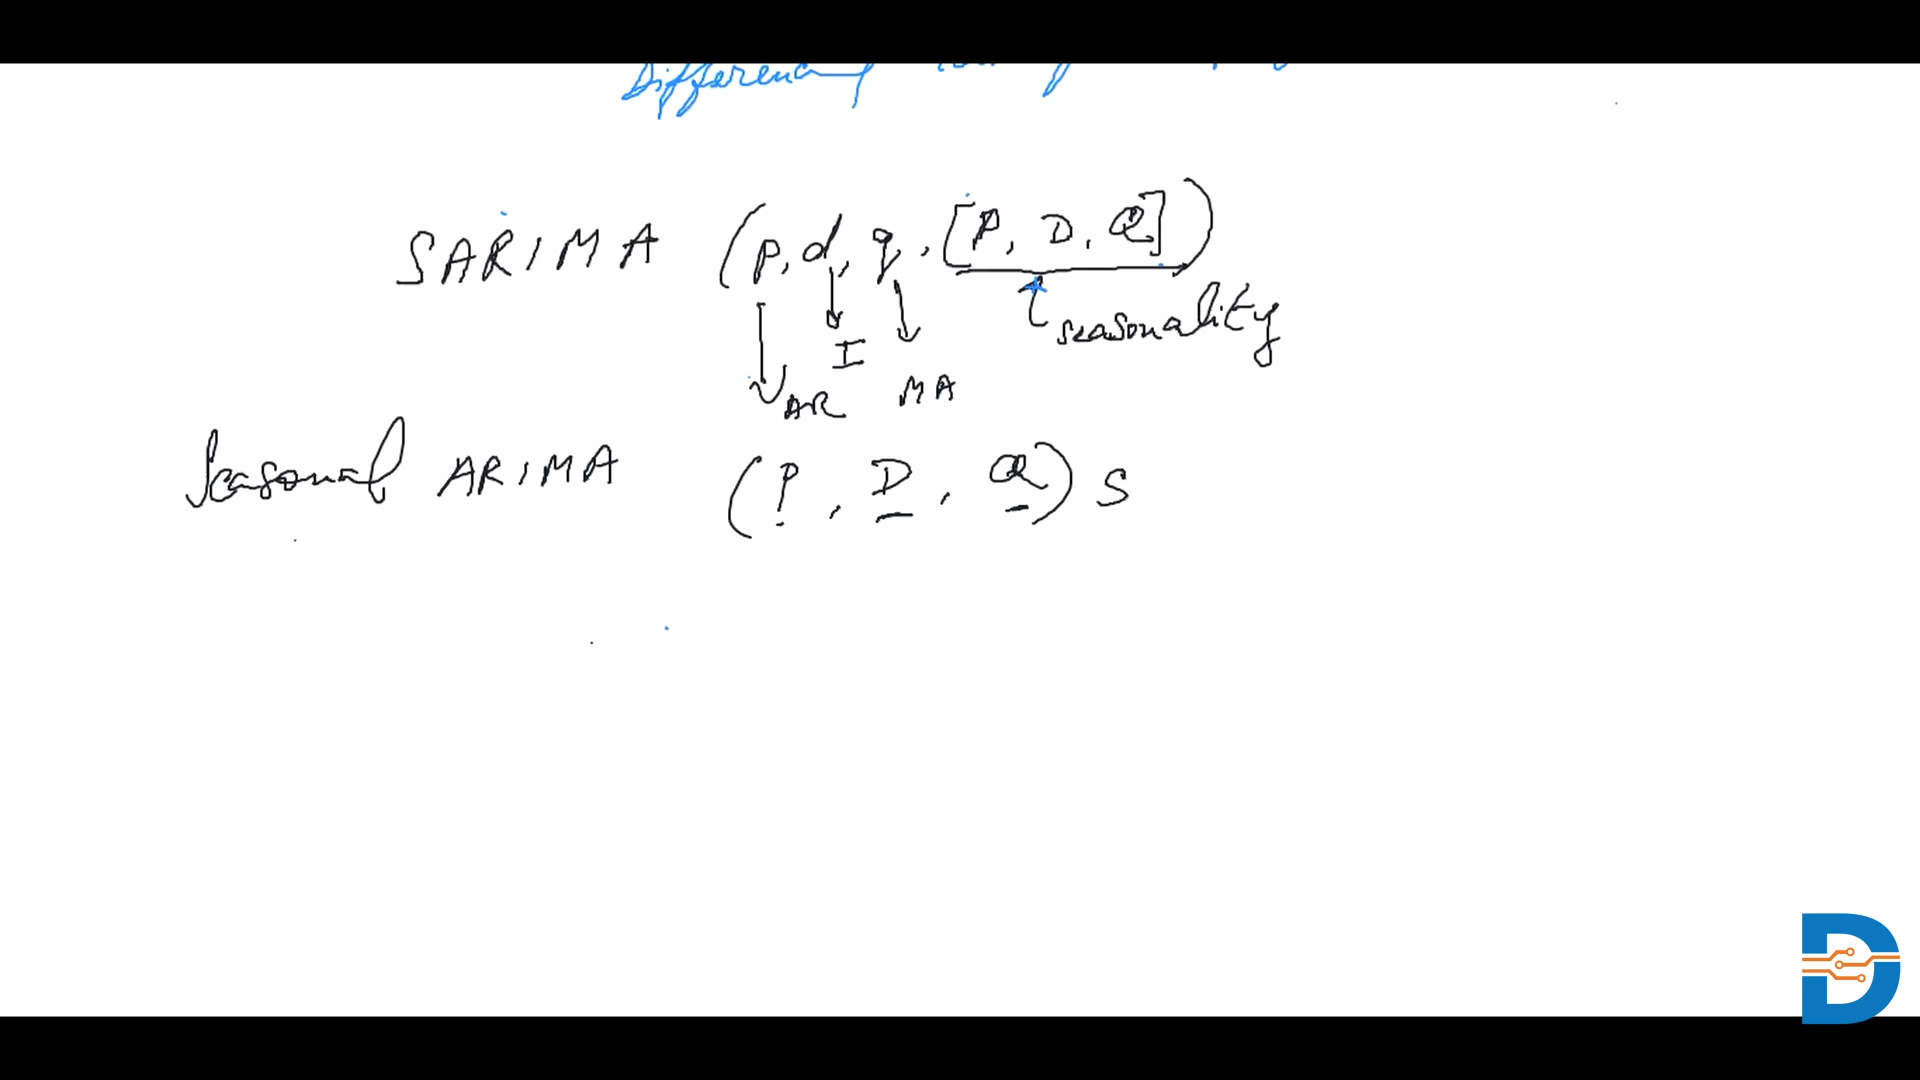 Differencing
SARIMA (p, d, q, [P, D, Q])
seasonality
I
AR MA
Seasonal ARIMA (P, D, Q) S